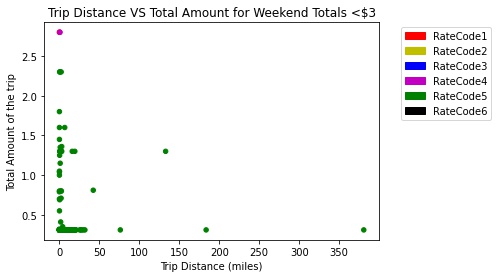 Trip Distance VS Total Amount for Weekend Totals <$3
RateCode1
RateCode2
RateCode3
RateCode4
RateCode5
RateCode6
Total Amount of the trip
2.5
2.0
1.5
1.0
0.5
0 50 100 150 200 250 300 350
Trip Distance (miles)